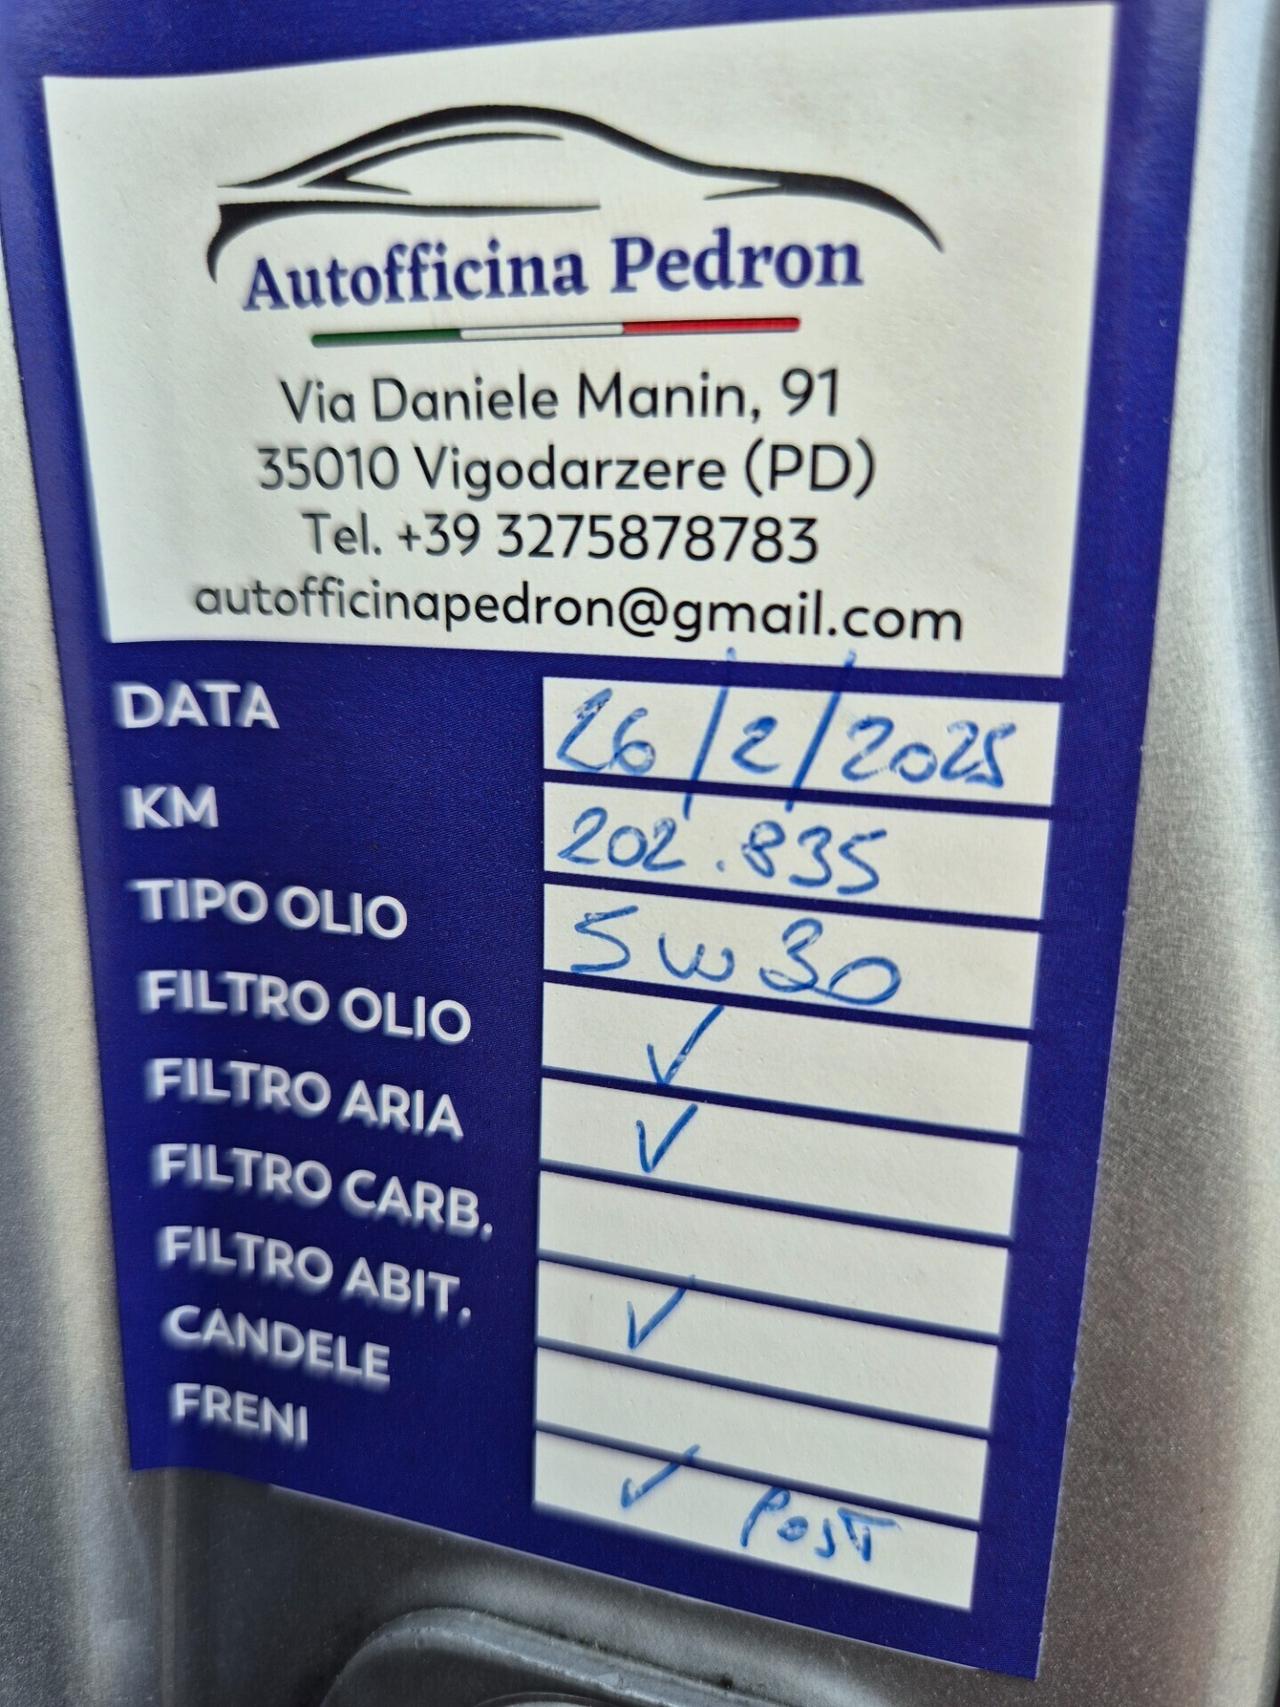 Autofficina Pedron
Via Daniele Manin, 91
35010 Vigodarzere (PD)
Tel. +39 3275878783
autofficinapedron@gmail.com
DATA 26/2/2025
KM 202.835
TIPO OLIO 5w30
FILTRO OLIO ✓
FILTRO ARIA ✓
FILTRO CARB.
FILTRO ABIT. ✓
CANDELE
FRENI ✓ POST